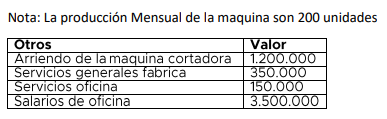 Nota: La producción Mensual de la maquina son 200 unidades
Otros Valor
Arriendo de la maquina cortadora 1.200.000
Servicios generales fabrica 350.000
Servicios oficina 150.000
Salarios de oficina 3.500.000